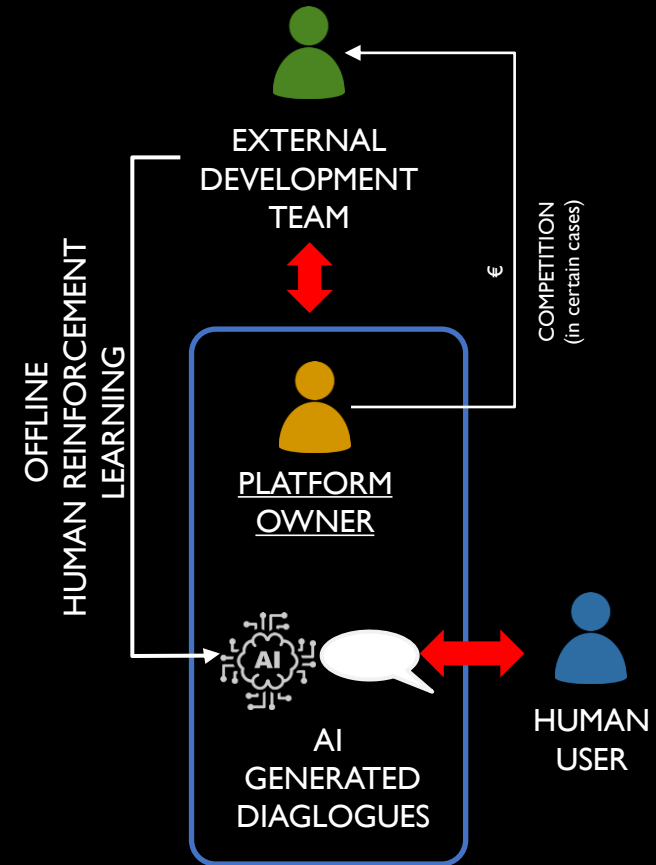 EXTERNAL
DEVELOPMENT
TEAM
OFFLINE
HUMAN REINFORCEMENT
LEARNING
€
COMPETITION
(in certain cases)
PLATFORM
OWNER
AI
AI
GENERATED
DIAGLOGUES
HUMAN
USER